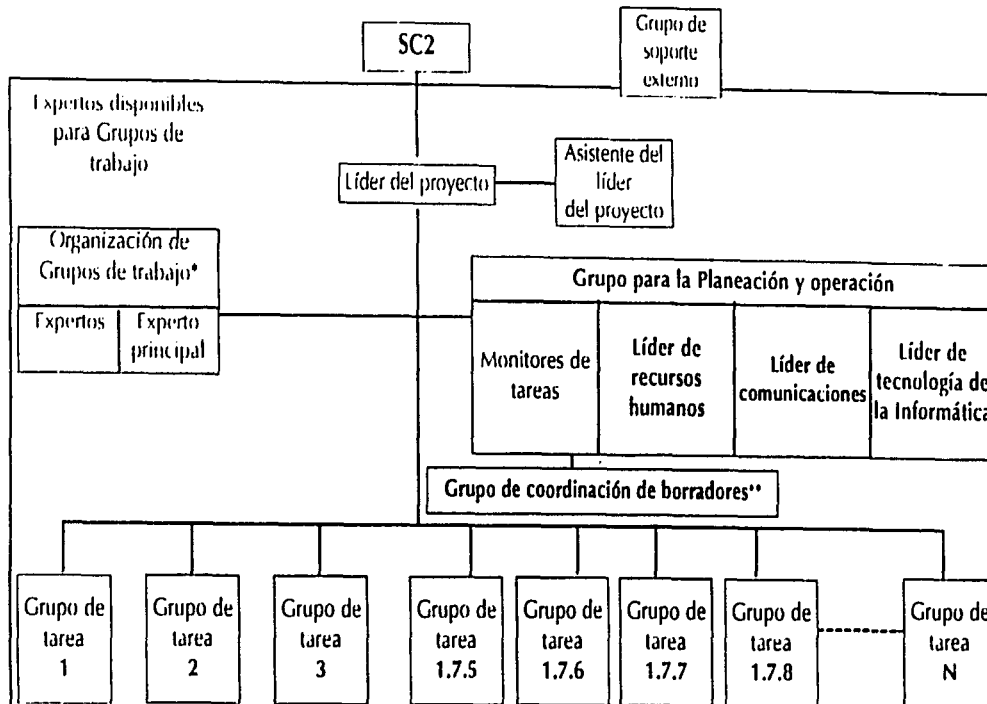 SC2
Grupo de
soporte
externo
Expertos disponibles
para Grupos de
trabajo
Líder del proyecto
Asistente del
líder
del proyecto
Organización de
Grupos de trabajo*
Expertos
Experto
principal
Grupo para la Planeación y operación
Monitores de
tareas
Líder de
recursos
humanos
Líder de
comunicaciones
Líder de
tecnología de
la Informática
Grupo de coordinación de borradores**
Grupo de
tarea
1
Grupo de
tarea
2
Grupo de
tarea
3
Grupo de
tarea
1.7.5
Grupo de
tarea
1.7.6
Grupo de
tarea
1.7.7
Grupo de
tarea
1.7.8
Grupo de
tarea
N